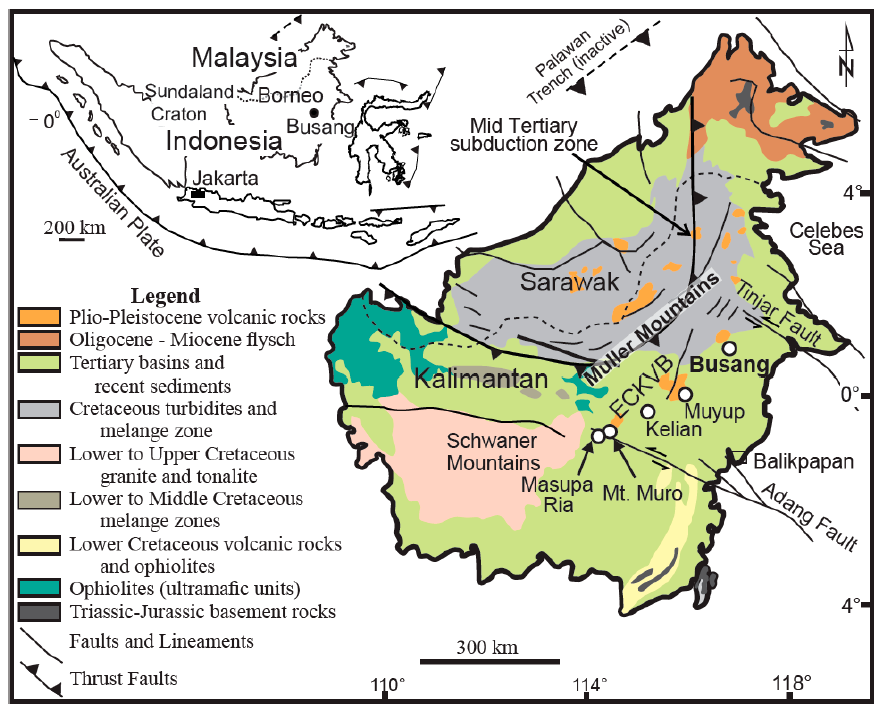 Malaysia
Sundaland
Craton
Borneo
Busang
Indonesia
Jakarta
0°
Australian Plate
200 km
Palawan
Trench (inactive)
N
Mid Tertiary
subduction zone
4°
Celebes
Sea
Sarawak
Muller Mountains
Tinjar Fault
Busang
Kalimantan
ECKVB
Muyup
Kelian
0°
Schwaner
Mountains
Masupa
Ria
Mt. Muro
Balikpapan
Adang Fault
4°
300 km
110°
114°
118°
Legend
Plio-Pleistocene volcanic rocks
Oligocene - Miocene flysch
Tertiary basins and
recent sediments
Cretaceous turbidites and
melange zone
Lower to Upper Cretaceous
granite and tonalite
Lower to Middle Cretaceous
melange zones
Lower Cretaceous volcanic rocks
and ophiolites
Ophiolites (ultramafic units)
Triassic-Jurassic basement rocks
Faults and Lineaments
Thrust Faults